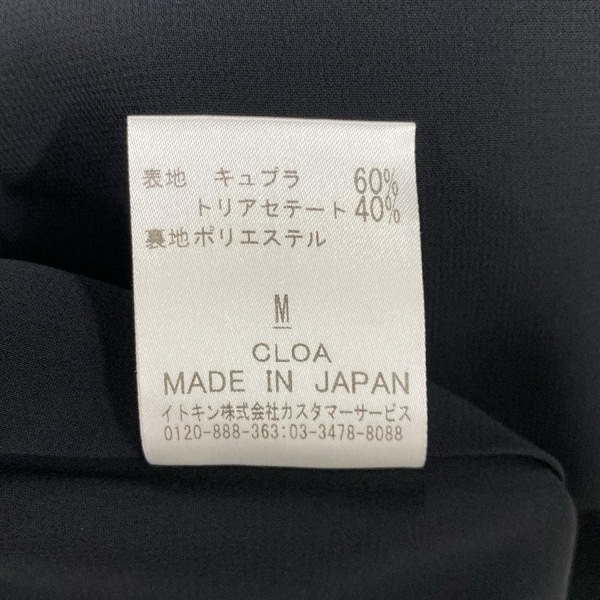 表地 キュプラ 60%
トリアセテート 40%
裏地ポリエステル
M
CLOA
MADE IN JAPAN
イトキン株式会社カスタマーサービス
0120-888-363:03-3478-8088